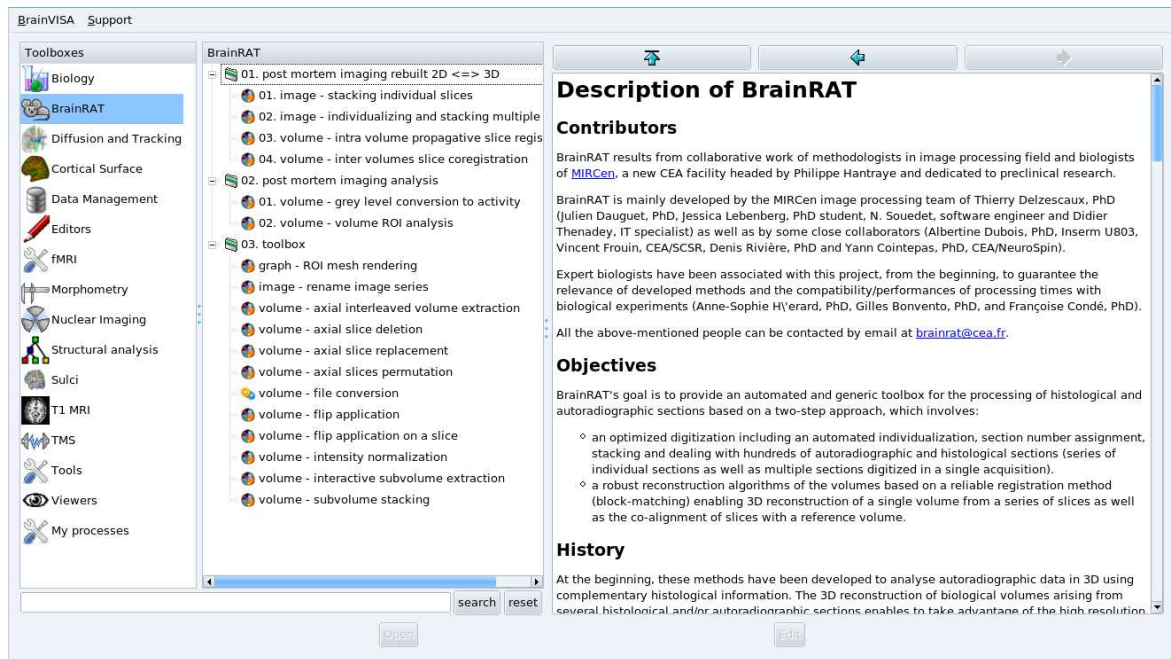 BrainVISA Support
Toolboxes
Biology
BrainRAT
Diffusion and Tracking
Cortical Surface
Data Management
Editors
fMRI
Morphometry
Nuclear Imaging
Structural analysis
Sulci
T1 MRI
TMS
Tools
Viewers
My processes
BrainRAT
01. post mortem imaging rebuilt 2D <=> 3D
01. image - stacking individual slices
02. image - individualizing and stacking multiple
03. volume - intra volume propagative slice regis
04. volume - inter volumes slice coregistration
02. post mortem imaging analysis
01. volume - grey level conversion to activity
02. volume - volume ROI analysis
03. toolbox
graph - ROI mesh rendering
image - rename image series
volume - axial interleaved volume extraction
volume - axial slice deletion
volume - axial slice replacement
volume - axial slices permutation
volume - file conversion
volume - flip application
volume - flip application on a slice
volume - intensity normalization
volume - interactive subvolume extraction
volume - subvolume stacking
search reset
Description of BrainRAT
Contributors
BrainRAT results from collaborative work of methodologists in image processing field and biologists
of MIRCen, a new CEA facility headed by Philippe Hantraye and dedicated to preclinical research.
BrainRAT is mainly developed by the MIRCen image processing team of Thierry Delzescaux, PhD
(Julien Dauguet, PhD, Jessica Lebenberg, PhD student, N. Souedet, software engineer and Didier
Thenadey, IT specialist) as well as by some close collaborators (Albertine Dubois, PhD, Inserm U803,
Vincent Frouin, CEA/SCSR, Denis Rivière, PhD and Yann Cointepas, PhD, CEA/NeuroSpin).
Expert biologists have been associated with this project, from the beginning, to guarantee the
relevance of developed methods and the compatibility/performances of processing times with
biological experiments (Anne-Sophie H\'erard, PhD, Gilles Bonvento, PhD, and Françoise Condé, PhD).
All the above-mentioned people can be contacted by email at brainrat@cea.fr.
Objectives
BrainRAT's goal is to provide an automated and generic toolbox for the processing of histological and
autoradiographic sections based on a two-step approach, which involves:
an optimized digitization including an automated individualization, section number assignment,
stacking and dealing with hundreds of autoradiographic and histological sections (series of
individual sections as well as multiple sections digitized in a single acquisition).
a robust reconstruction algorithms of the volumes based on a reliable registration method
(block-matching) enabling 3D reconstruction of a single volume from a series of slices as well
as the co-alignment of slices with a reference volume.
History
At the beginning, these methods have been developed to analyse autoradiographic data in 3D using
complementary histological information. The 3D reconstruction of biological volumes arising from
several histological and/or autoradiographic sections enables to take advantage of the high resolution
Open Edit